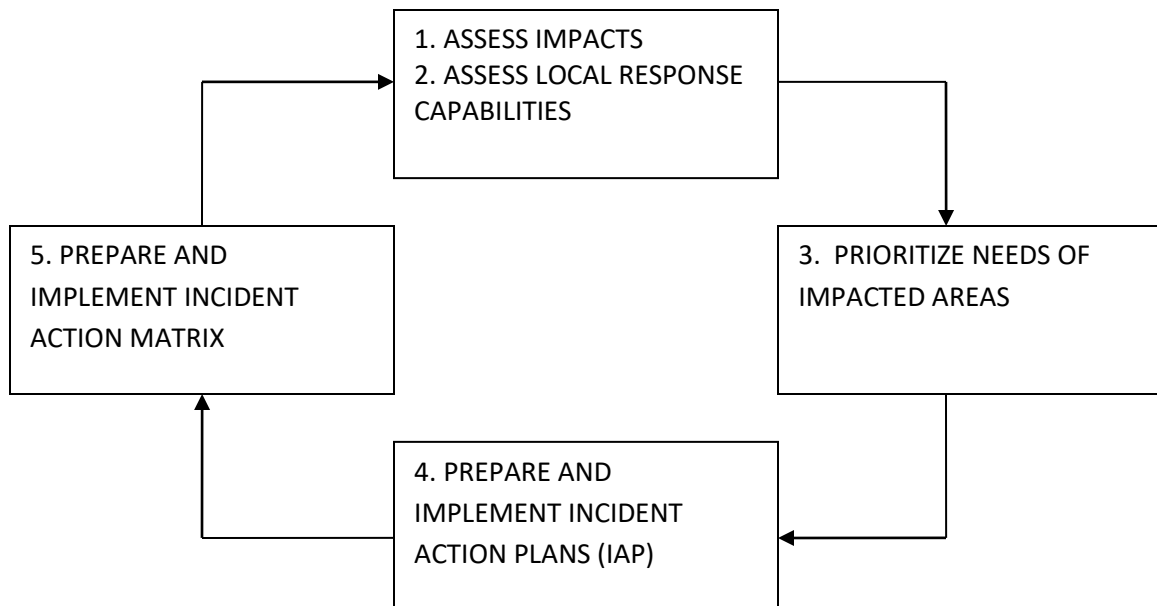 1. ASSESS IMPACTS
2. ASSESS LOCAL RESPONSE
CAPABILITIES
3. PRIORITIZE NEEDS OF
IMPACTED AREAS
4. PREPARE AND
IMPLEMENT INCIDENT
ACTION PLANS (IAP)
5. PREPARE AND
IMPLEMENT INCIDENT
ACTION MATRIX